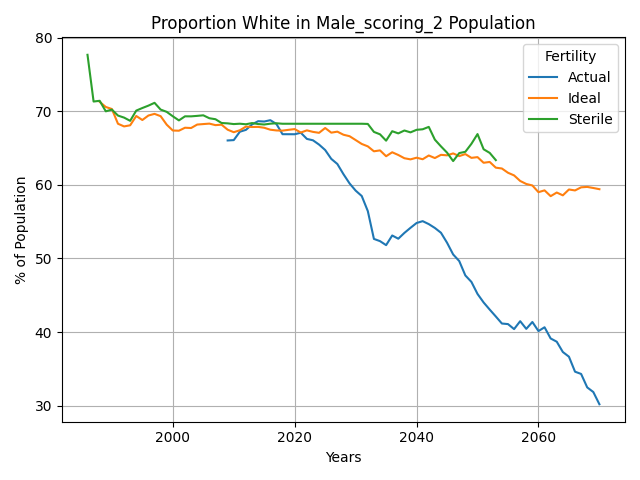 Proportion White in Male_scoring_2 Population
80
70
60
50
40
30
% of Population
Fertility
Actual
Ideal
Sterile
2000
2020
2040
2060
Years